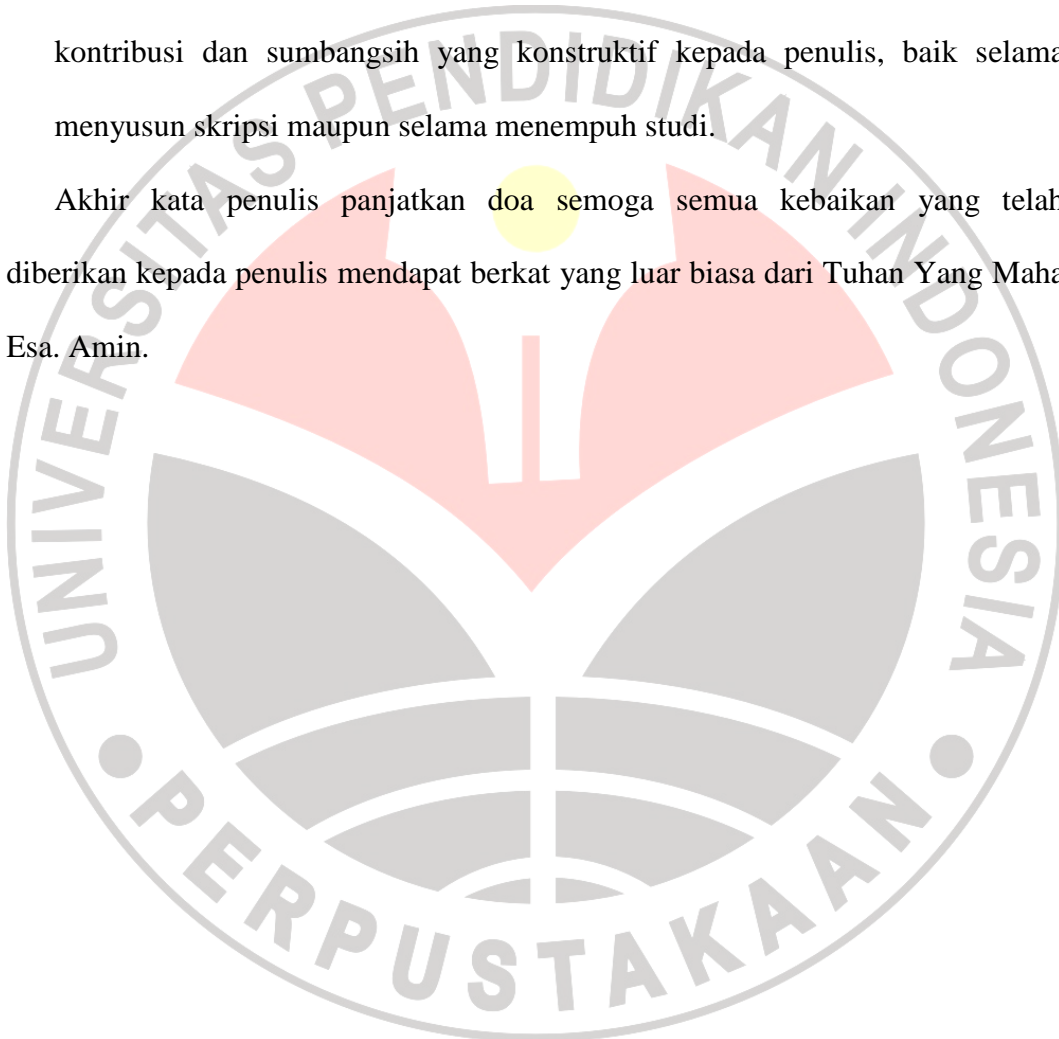 kontribusi dan sumbangsih yang konstruktif kepada penulis, baik selama
menyusun skripsi maupun selama menempuh studi.
Akhir kata penulis panjatkan doa semoga semua kebaikan yang telah
diberikan kepada penulis mendapat berkat yang luar biasa dari Tuhan Yang Maha
Esa. Amin.
UNIVERSITAS PENDIDIKAN INDONESIA
PERPUSTAKAAN